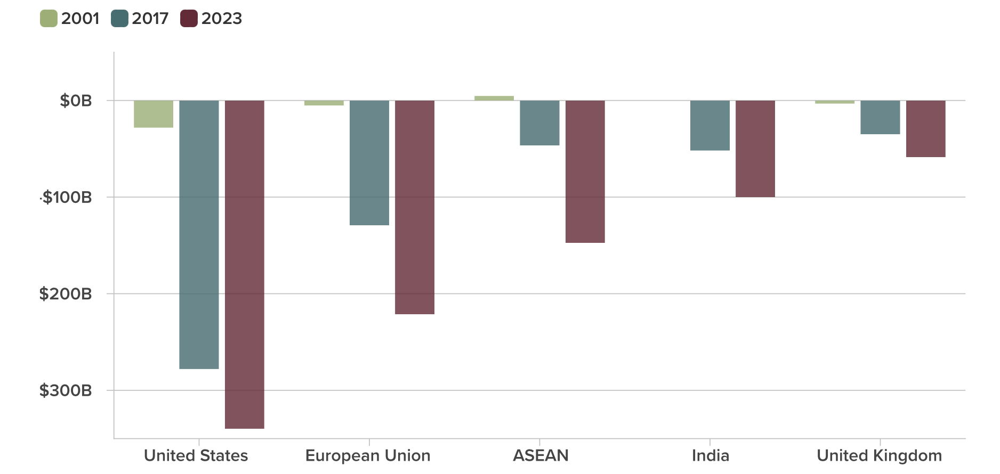 2001 2017 2023
$0B
-$100B
$200B
$300B
United States European Union ASEAN India United Kingdom